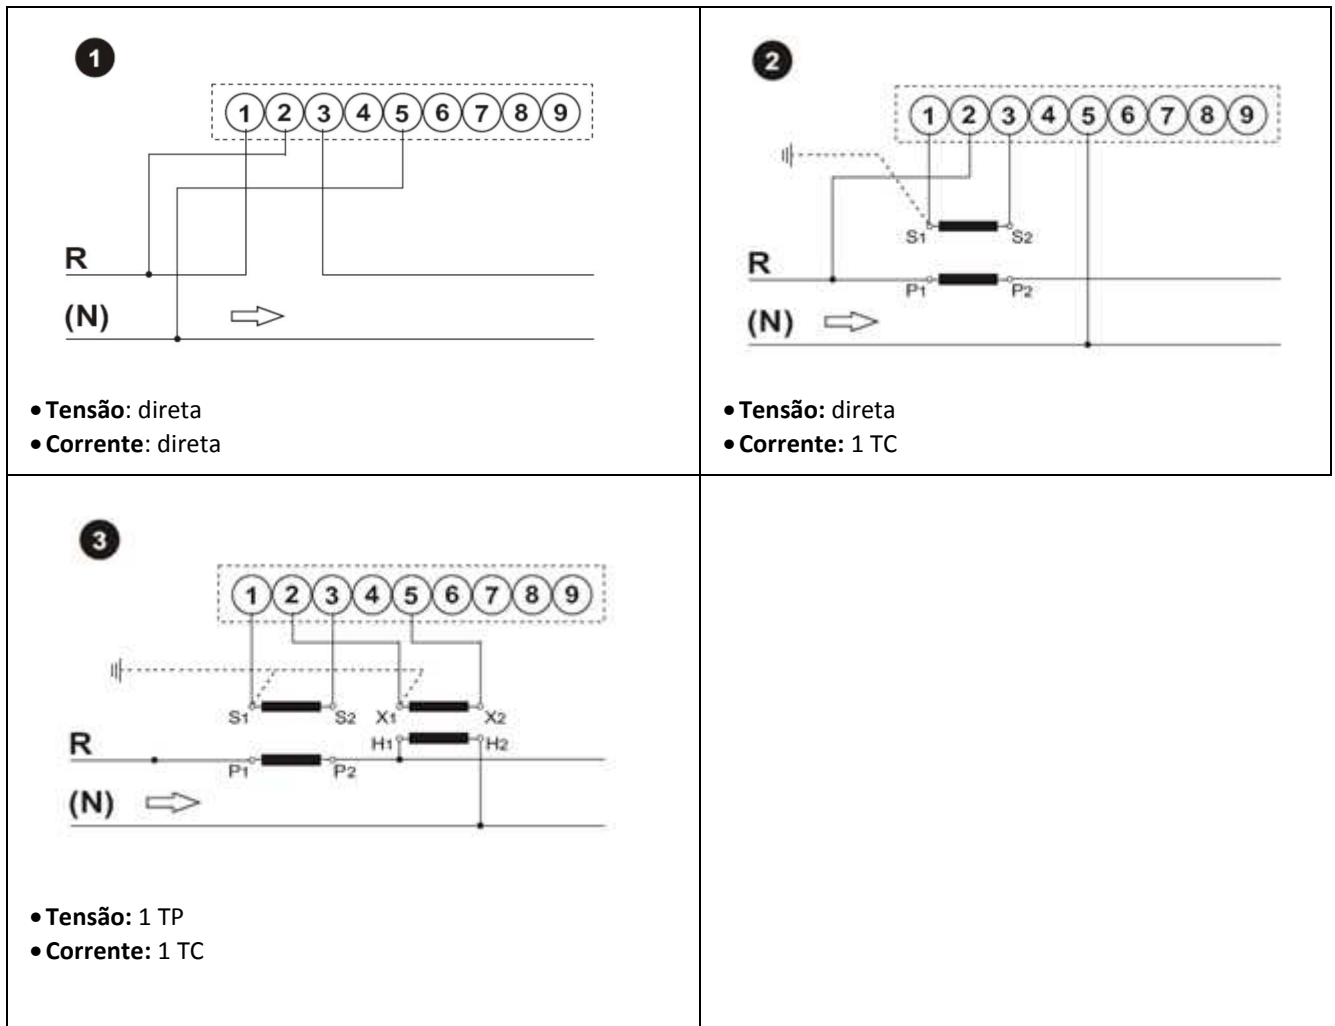 1
1 2 3 4 5 6 7 8 9
R
(N)
• Tensão: direta
• Corrente: direta
2
1 2 3 4 5 6 7 8 9
S1 S2
R
P1 P2
(N)
• Tensão: direta
• Corrente: 1 TC
3
1 2 3 4 5 6 7 8 9
S1 S2 X1 X2
H1 H2
R
P1 P2
(N)
• Tensão: 1 TP
• Corrente: 1 TC